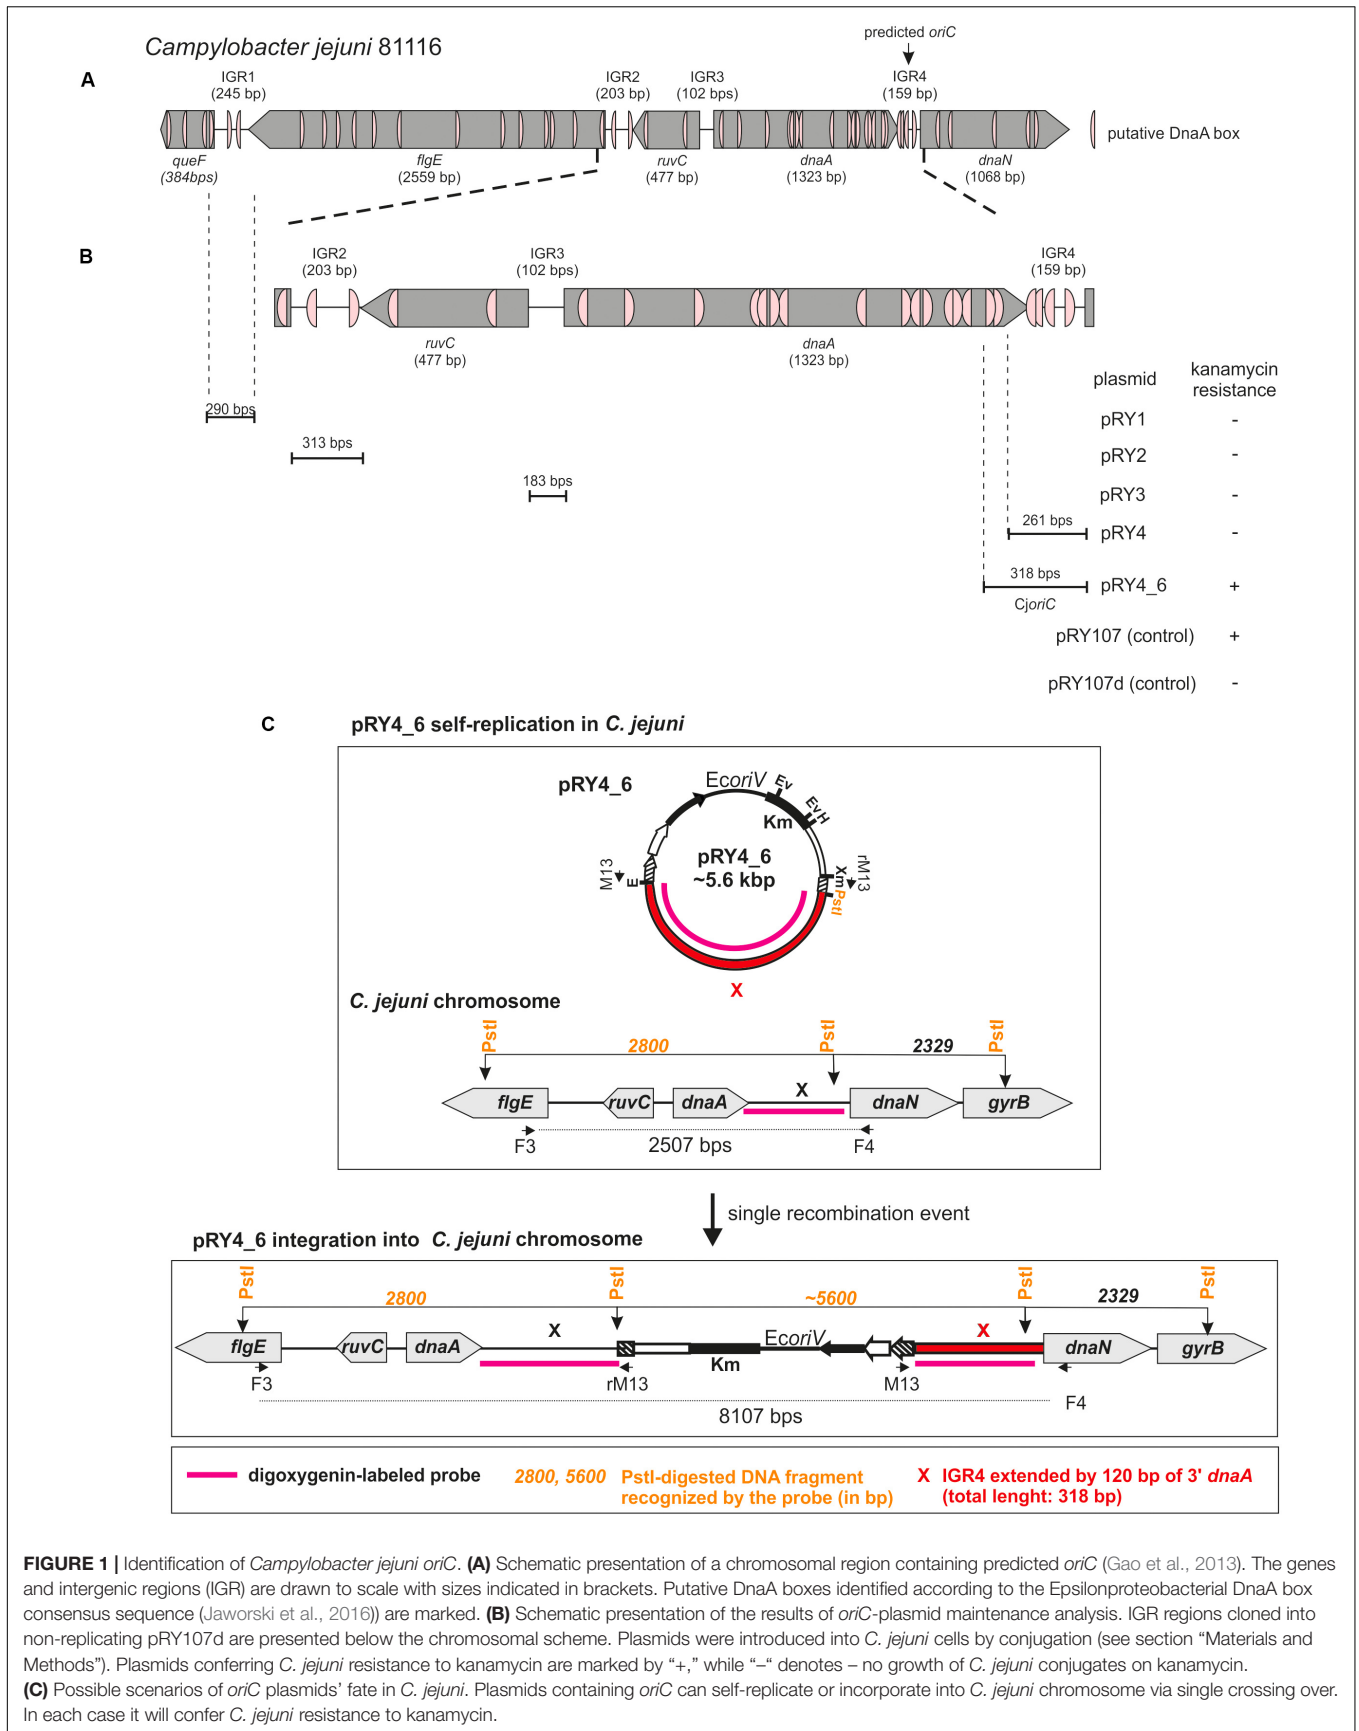 Campylobacter jejuni 81116
predicted oriC
A
IGR1
(245 bp)
IGR2
(203 bp)
IGR3
(102 bps)
IGR4
(159 bp)
putative DnaA box
queF
(384bps)
flgE
(2559 bp)
ruvC
(477 bp)
dnaA
(1323 bp)
dnaN
(1068 bp)
B
IGR2
(203 bp)
IGR3
(102 bps)
IGR4
(159 bp)
ruvC
(477 bp)
dnaA
(1323 bp)
plasmid
kanamycin
resistance
290 bps
pRY1 -
313 bps
pRY2 -
183 bps
pRY3 -
261 bps
pRY4 -
318 bps
CjoriC
pRY4_6 +
pRY107 (control) +
pRY107d (control) -
C
pRY4_6 self-replication in C. jejuni
pRY4_6
EcoriV
Ev
EvH
Km
pRY4_6
~5.6 kbp
M13
E
rM13
Xm
PstI
X
C. jejuni chromosome
PstI
2800
PstI
2329
PstI
X
flgE
ruvC
dnaA
dnaN
gyrB
F3
2507 bps
F4
single recombination event
pRY4_6 integration into C. jejuni chromosome
PstI
2800
PstI
~5600
PstI
2329
PstI
flgE
ruvC
dnaA
X
EcoriV
Km
X
dnaN
gyrB
F3
rM13
M13
F4
8107 bps
digoxygenin-labeled probe
2800, 5600 PstI-digested DNA fragment
recognized by the probe (in bp)
X IGR4 extended by 120 bp of 3' dnaA
(total lenght: 318 bp)
FIGURE 1 | Identification of Campylobacter jejuni oriC. (A) Schematic presentation of a chromosomal region containing predicted oriC (Gao et al., 2013). The genes
and intergenic regions (IGR) are drawn to scale with sizes indicated in brackets. Putative DnaA boxes identified according to the Epsilonproteobacterial DnaA box
consensus sequence (Jaworski et al., 2016)) are marked. (B) Schematic presentation of the results of oriC-plasmid maintenance analysis. IGR regions cloned into
non-replicating pRY107d are presented below the chromosomal scheme. Plasmids were introduced into C. jejuni cells by conjugation (see section “Materials and
Methods”). Plasmids conferring C. jejuni resistance to kanamycin are marked by “+,” while “–“ denotes – no growth of C. jejuni conjugates on kanamycin.
(C) Possible scenarios of oriC plasmids’ fate in C. jejuni. Plasmids containing oriC can self-replicate or incorporate into C. jejuni chromosome via single crossing over.
In each case it will confer C. jejuni resistance to kanamycin.